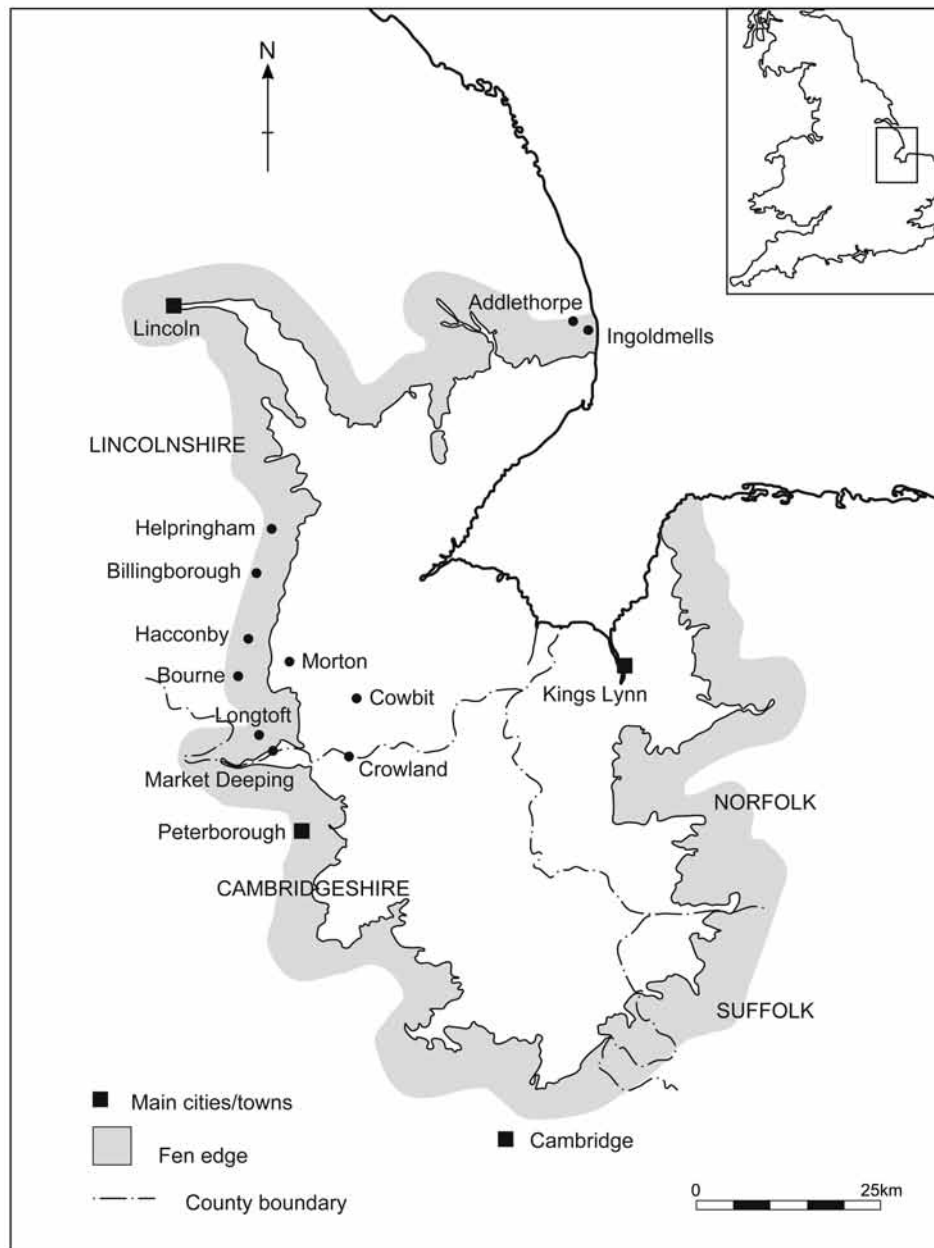 N
Addlethorpe
Lincoln
Ingoldmells
LINCOLNSHIRE
Helpringham
Billingborough
Hacconby
Morton
Bourne
Kings Lynn
Cowbit
Longtoft
Crowland
Market Deeping
NORFOLK
Peterborough
CAMBRIDGESHIRE
SUFFOLK
Main cities/towns
Cambridge
Fen edge
0 25km
County boundary